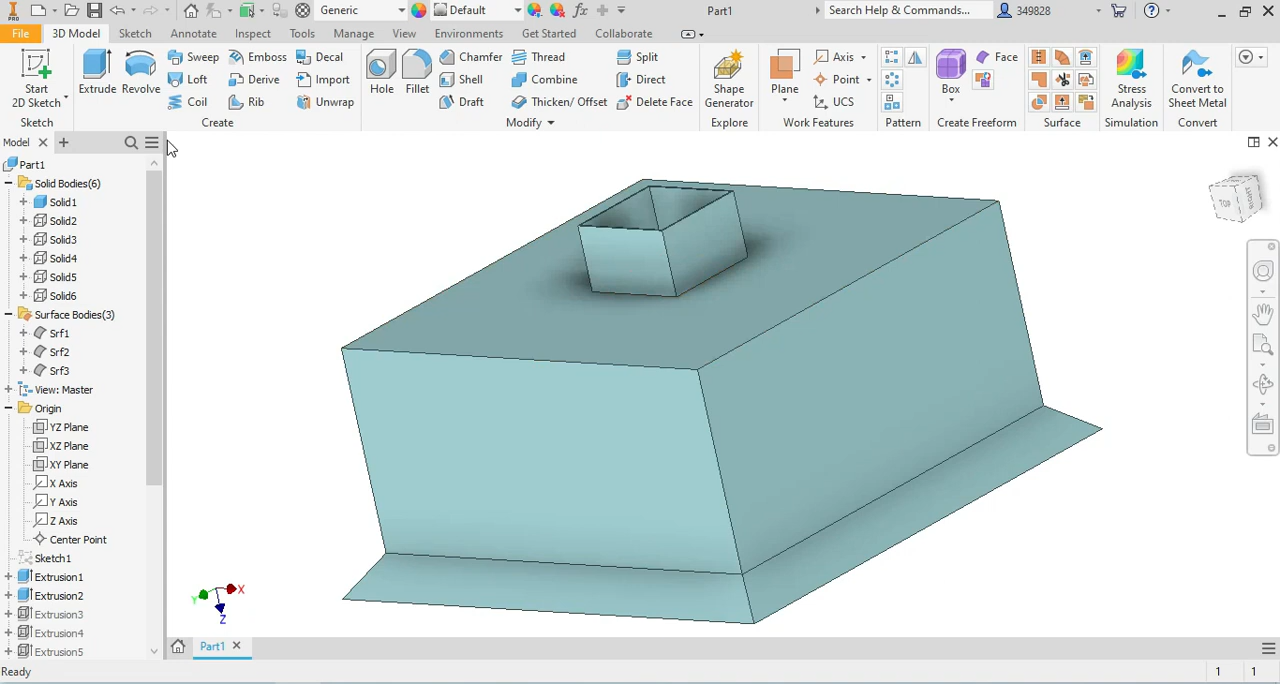 PRO Generic Default fx Part1 Search Help & Commands... 349828
File 3D Model Sketch Annotate Inspect Tools Manage View Environments Get Started Collaborate
Start
2D Sketch
Sketch
Extrude Revolve
Sweep Emboss Decal
Loft Derive Import
Coil Rib Unwrap
Create
Hole Fillet
Chamfer Thread Split
Shell Combine Direct
Draft Thicken/ Offset Delete Face
Modify
Shape
Generator
Explore
Plane
Axis
Point
UCS
Work Features
Pattern
Box
Face
Create Freeform
Surface
Stress
Analysis
Simulation
Convert to
Sheet Metal
Convert
Model
Part1
Solid Bodies(6)
Solid1
Solid2
Solid3
Solid4
Solid5
Solid6
Surface Bodies(3)
Srf1
Srf2
Srf3
View: Master
Origin
YZ Plane
XZ Plane
XY Plane
X Axis
Y Axis
Z Axis
Center Point
Sketch1
Extrusion1
Extrusion2
Extrusion3
Extrusion4
Extrusion5
TOP RIGHT
X
Y
Z
Part1
Ready 1 1